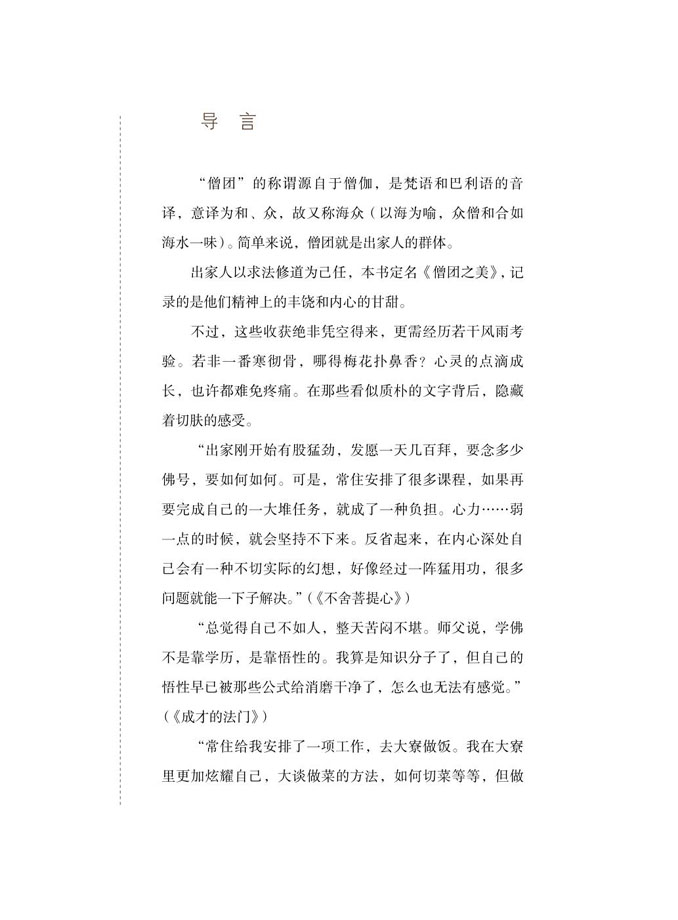 导 言
“僧团”的称谓源自于僧伽，是梵语和巴利语的音
译，意译为和、众，故又称海众（以海为喻，众僧和合如
海水一味）。简单来说，僧团就是出家人的群体。
出家人以求法修道为己任，本书定名《僧团之美》，记
录的是他们精神上的丰饶和内心的甘甜。
不过，这些收获绝非凭空得来，更需经历若干风雨考
验。若非一番寒彻骨，哪得梅花扑鼻香？心灵的点滴成
长，也许都难免疼痛。在那些看似质朴的文字背后，隐藏
着切肤的感受。
“出家刚开始有股猛劲，发愿一天几百拜，要念多少
佛号，要如何如何。可是，常住安排了很多课程，如果再
要完成自己的一大堆任务，就成了一种负担。心力……弱
一点的时候，就会坚持不下来。反省起来，在内心深处自
己会有一种不切实际的幻想，好像经过一阵猛用功，很多
问题就能一下子解决。”（《不舍菩提心》）
“总觉得自己不如人，整天苦闷不堪。师父说，学佛
不是靠学历，是靠悟性的。我算是知识分子了，但自己的
悟性早已被那些公式给消磨干净了，怎么也无法有感觉。”
（《成才的法门》）
“常住给我安排了一项工作，去大寮做饭。我在大寮
里更加炫耀自己，大谈做菜的方法，如何切菜等等，但做